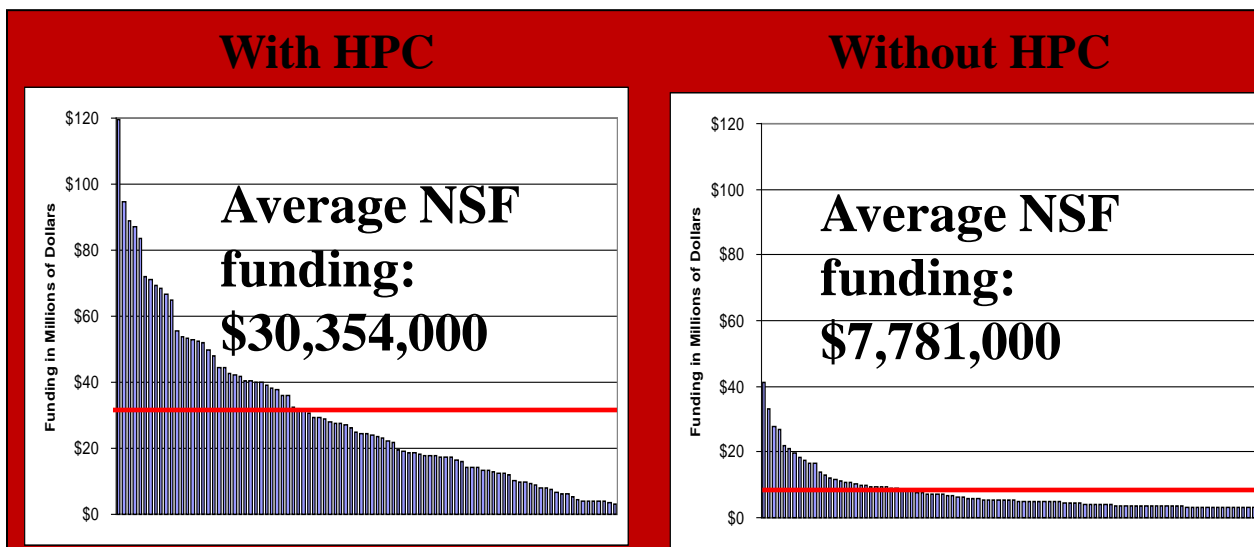 With HPC
Without HPC
$120
$100
$80
$60
$40
$20
$0
Funding in Millions of Dollars
Average NSF
funding:
$30,354,000
$120
$100
$80
$60
$40
$20
$0
Funding in Millions of Dollars
Average NSF
funding:
$7,781,000